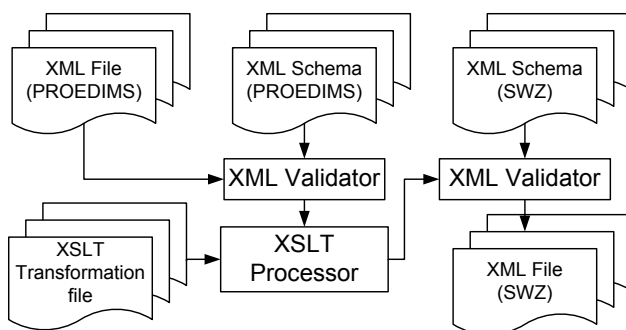 XML File
(PROEDIMS)
XML Schema
(PROEDIMS)
XML Schema
(SWZ)
XML Validator
XML Validator
XSLT
Transformation
file
XSLT
Processor
XML File
(SWZ)